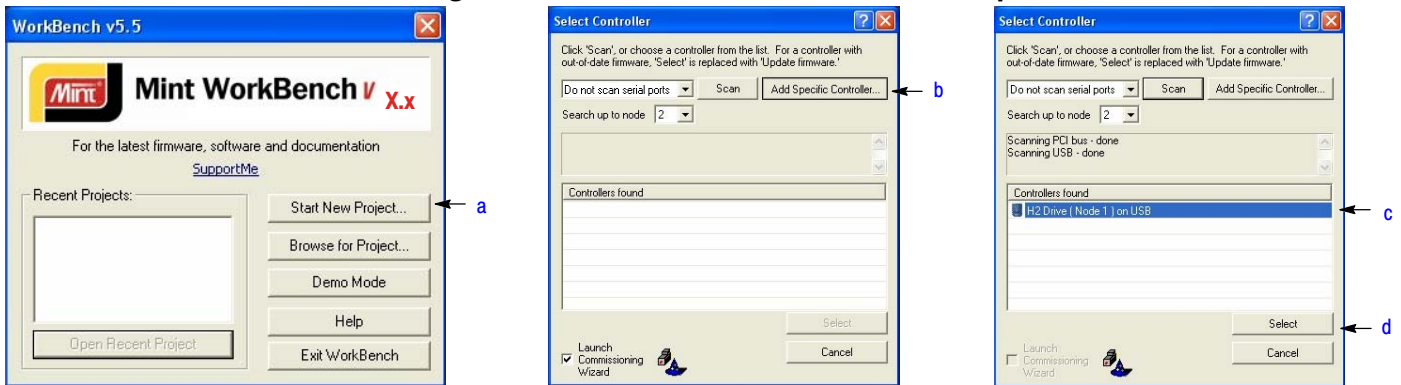 WorkBench v5.5
Mint
Mint WorkBench V X.x
For the latest firmware, software and documentation
SupportMe
Recent Projects:
Start New Project...
a
Browse for Project...
Demo Mode
Help
Open Recent Project
Exit WorkBench
Select Controller
Click 'Scan', or choose a controller from the list. For a controller with
out-of-date firmware, 'Select' is replaced with 'Update firmware.'
Do not scan serial ports
Scan
Add Specific Controller...
b
Search up to node 2
Controllers found
Select
Launch
Commissioning
Wizard
Cancel
Select Controller
Click 'Scan', or choose a controller from the list. For a controller with
out-of-date firmware, 'Select' is replaced with 'Update firmware.'
Do not scan serial ports
Scan
Add Specific Controller...
Search up to node 2
Scanning PCI bus - done
Scanning USB - done
Controllers found
H2 Drive ( Node 1 ) on USB
c
Select
d
Launch
Commissioning
Wizard
Cancel